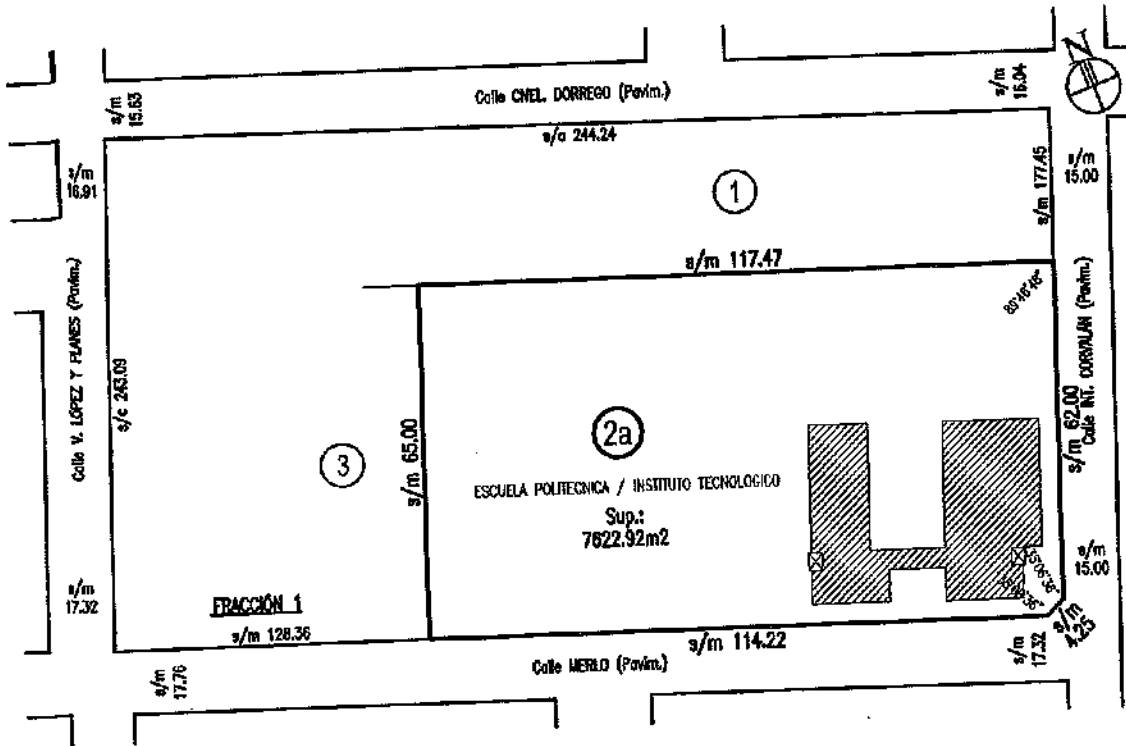 N
s/m
15.63
Calle CNEL. DORREGO (Pavim.)
s/m
16.04
s/c 244.24
s/m
16.91
1
s/m 177.45
s/m
15.00
s/m 117.47
Calle V. LÓPEZ Y PLANES (Pavim.)
s/c 243.09
Calle INT. CORVALÁN (Pavim.)
s/m 62.00
s/m 65.00
2a
3
ESCUELA POLITECNICA / INSTITUTO TECNOLOGICO
Sup.:
7622.92m2
s/m
15.00
s/m
17.32
FRACCIÓN 1
s/m 128.36
s/m 114.22
s/m
4.25
s/m
17.32
Calle MERLO (Pavim.)
s/m
17.76